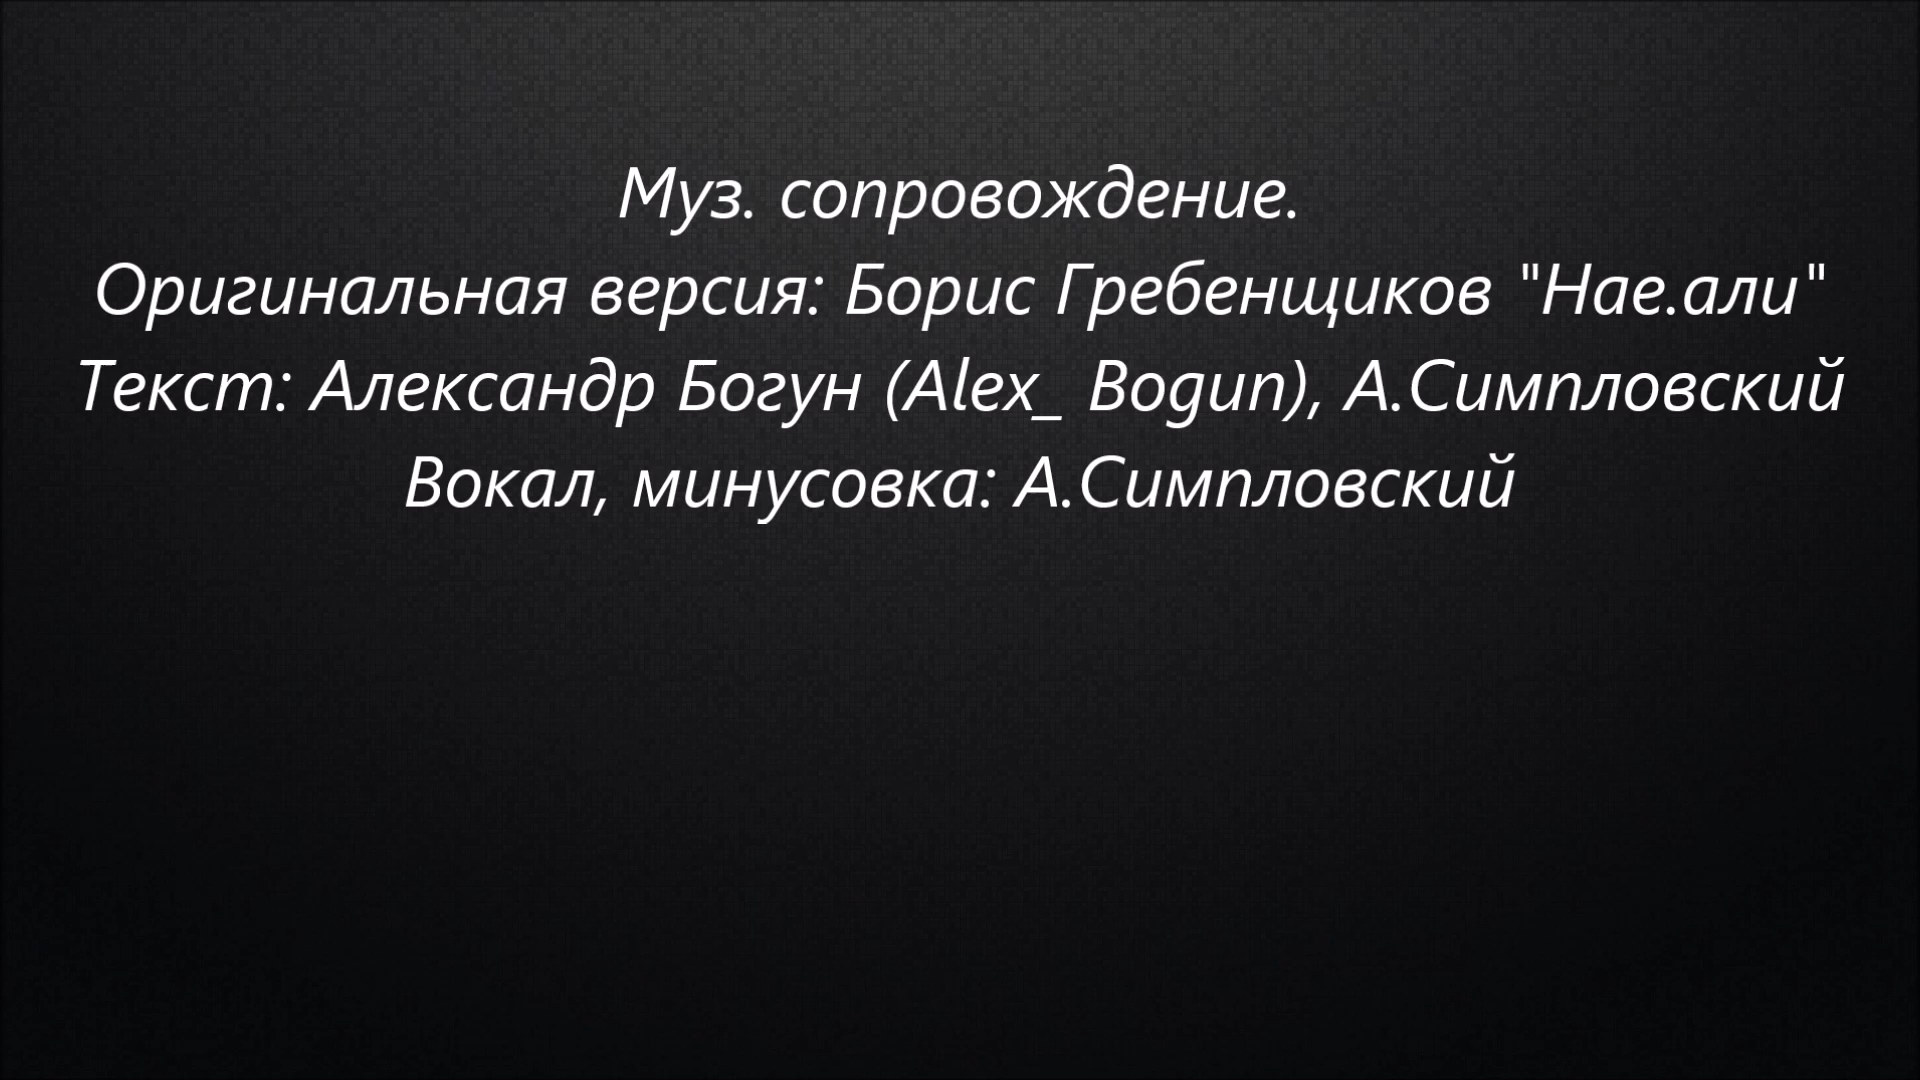 Муз. сопровождение.
Оригинальная версия: Борис Гребенщиков "Нае.али"
Текст: Александр Богун (Alex_ Bogun), А.Симпловский
Вокал, минусовка: А.Симпловский